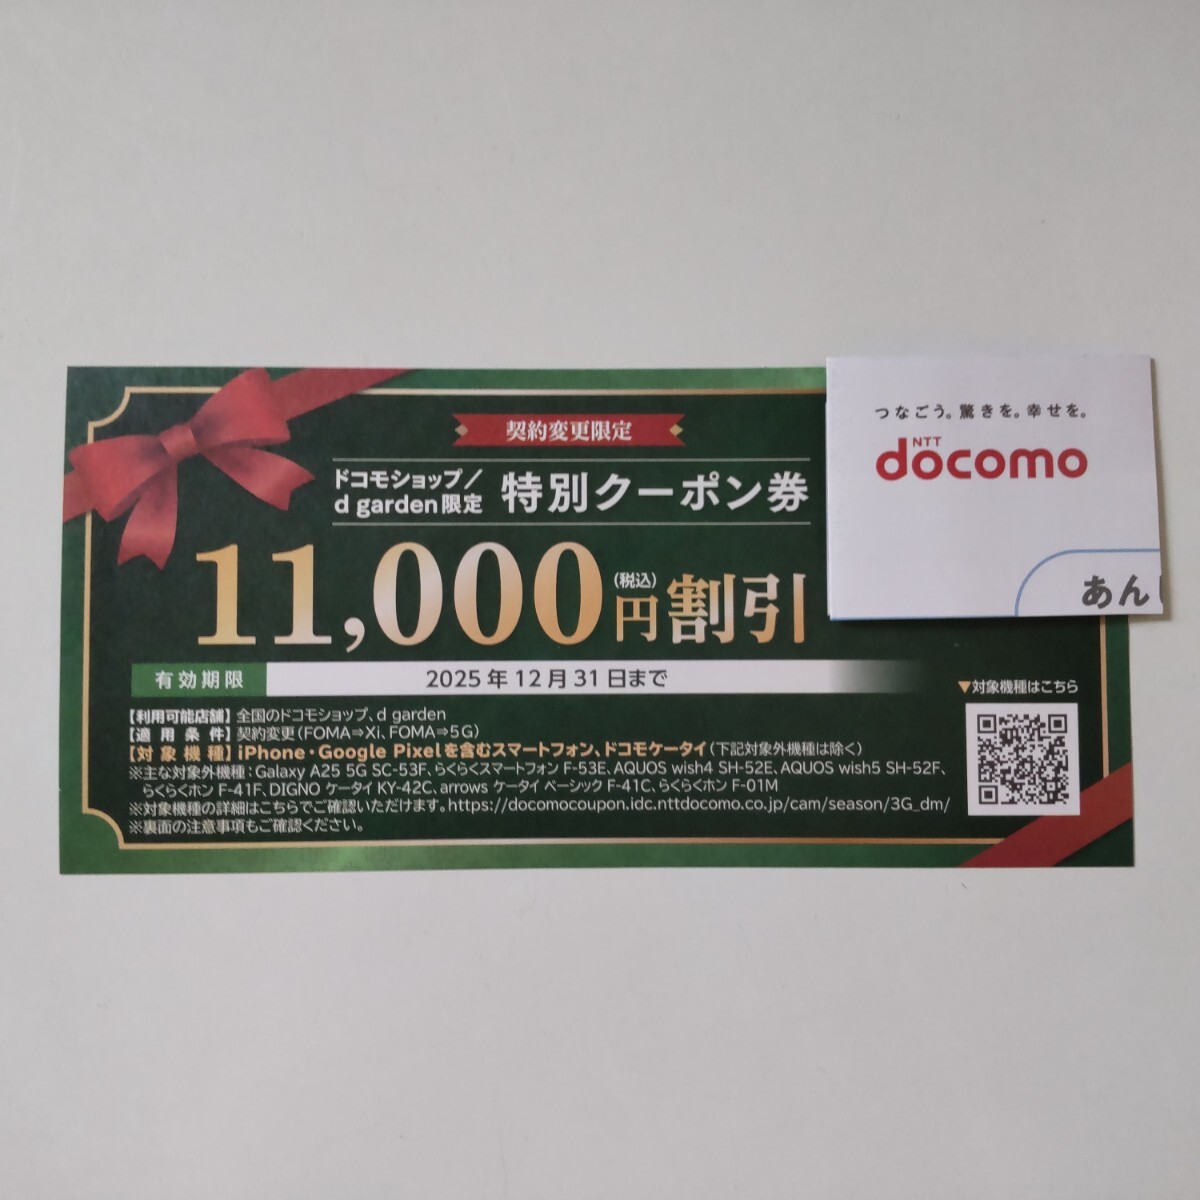 契約変更限定
ドコモショップ／
d garden限定
特別クーポン券
11,000(税込)円割引
有効期限 2025年12月31日まで
つなごう。驚きを。幸せを。
NTT
docomo
あん
▼対象機種はこちら
【利用可能店舗】全国のドコモショップ、d garden
【適用条件】契約変更(FOMA⇒Xi、FOMA⇒5G)
【対象機種】iPhone・Google Pixelを含むスマートフォン、ドコモケータイ(下記対象外機種は除く)
※主な対象外機種：Galaxy A25 5G SC-53F、らくらくスマートフォン F-53E、AQUOS wish4 SH-52E、AQUOS wish5 SH-52F、
らくらくホン F-41F、DIGNO ケータイ KY-42C、arrows ケータイ ベーシック F-41C、らくらくホン F-01M
※対象機種の詳細はこちらでご確認いただけます。https://docomocoupon.idc.nttdocomo.co.jp/cam/season/3G_dm/
※裏面の注意事項もご確認ください。